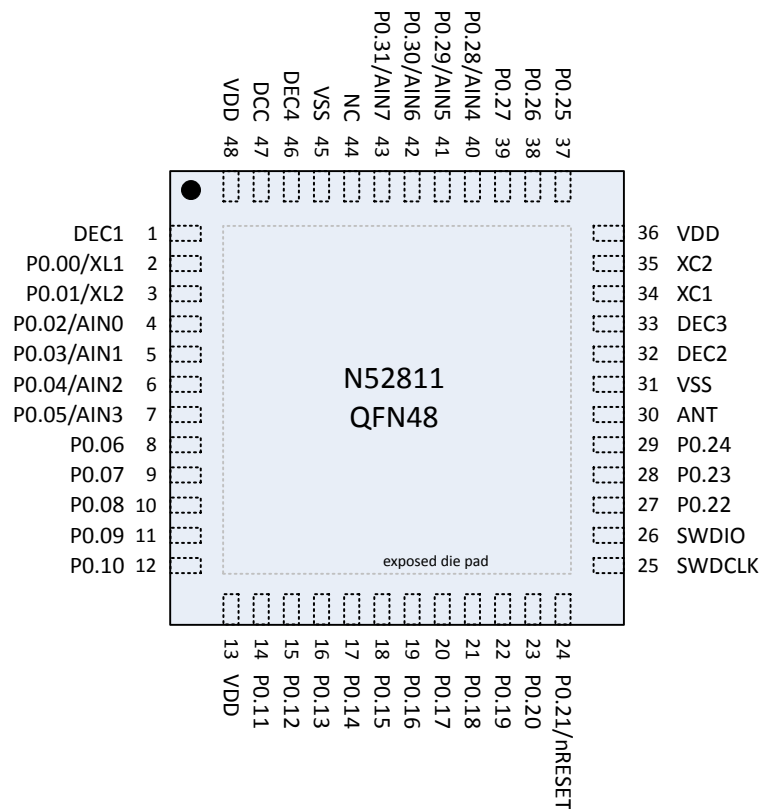 VDD 48
DCC 47
DEC4 46
VSS 45
NC 44
P0.31/AIN7 43
P0.30/AIN6 42
P0.29/AIN5 41
P0.28/AIN4 40
P0.27 39
P0.26 38
P0.25 37
DEC1 1
P0.00/XL1 2
P0.01/XL2 3
P0.02/AIN0 4
P0.03/AIN1 5
P0.04/AIN2 6
P0.05/AIN3 7
P0.06 8
P0.07 9
P0.08 10
P0.09 11
P0.10 12
N52811
QFN48
exposed die pad
36 VDD
35 XC2
34 XC1
33 DEC3
32 DEC2
31 VSS
30 ANT
29 P0.24
28 P0.23
27 P0.22
26 SWDIO
25 SWDCLK
13 VDD
14 P0.11
15 P0.12
16 P0.13
17 P0.14
18 P0.15
19 P0.16
20 P0.17
21 P0.18
22 P0.19
23 P0.20
24 P0.21/nRESET